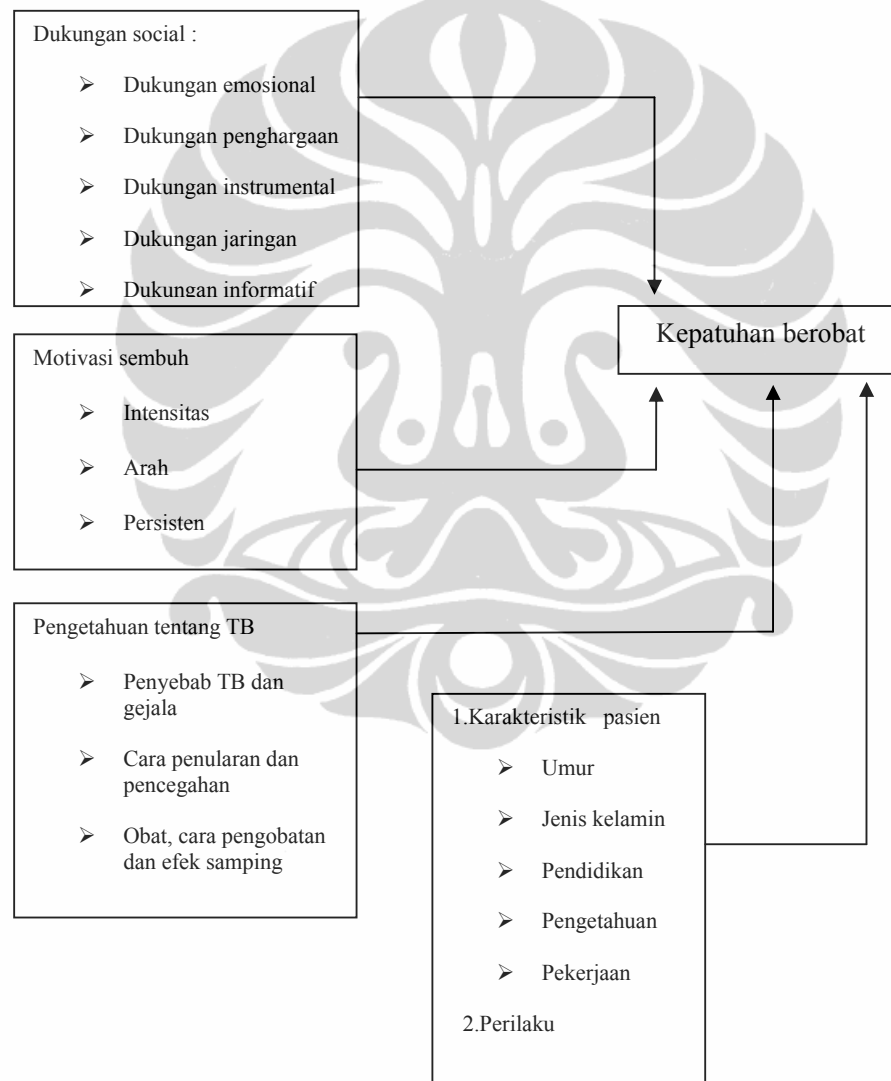 Dukungan social :
➢ Dukungan emosional
➢ Dukungan penghargaan
➢ Dukungan instrumental
➢ Dukungan jaringan
➢ Dukungan informatif
Kepatuhan berobat
Motivasi sembuh
➢ Intensitas
➢ Arah
➢ Persisten
Pengetahuan tentang TB
➢ Penyebab TB dan
gejala
➢ Cara penularan dan
pencegahan
➢ Obat, cara pengobatan
dan efek samping
1.Karakteristik pasien
➢ Umur
➢ Jenis kelamin
➢ Pendidikan
➢ Pengetahuan
➢ Pekerjaan
2.Perilaku